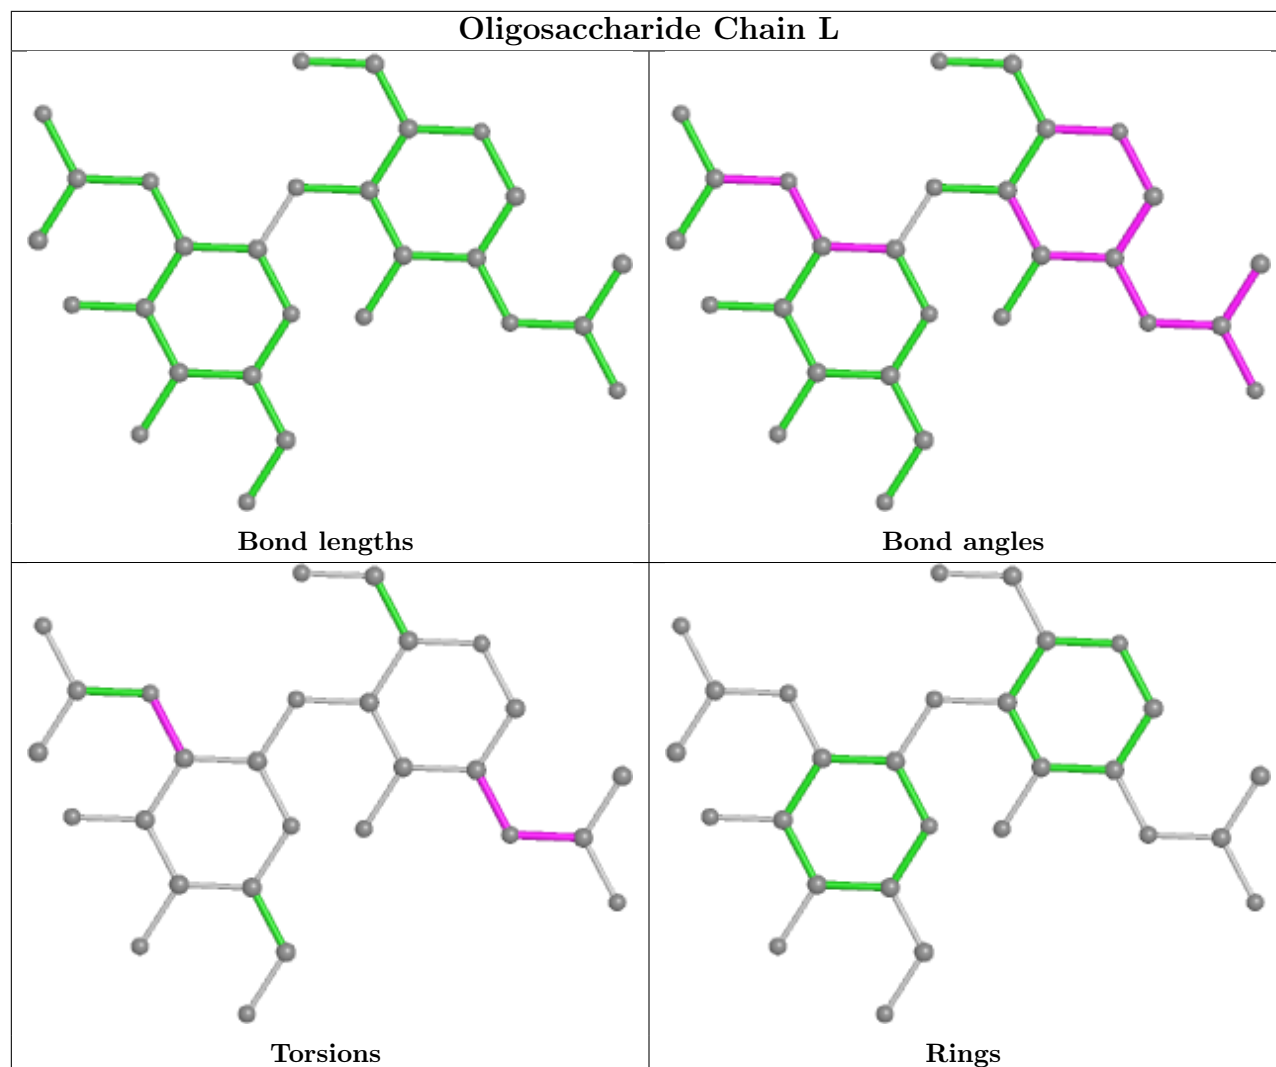 Oligosaccharide Chain L
Bond lengths
Bond angles
Torsions
Rings